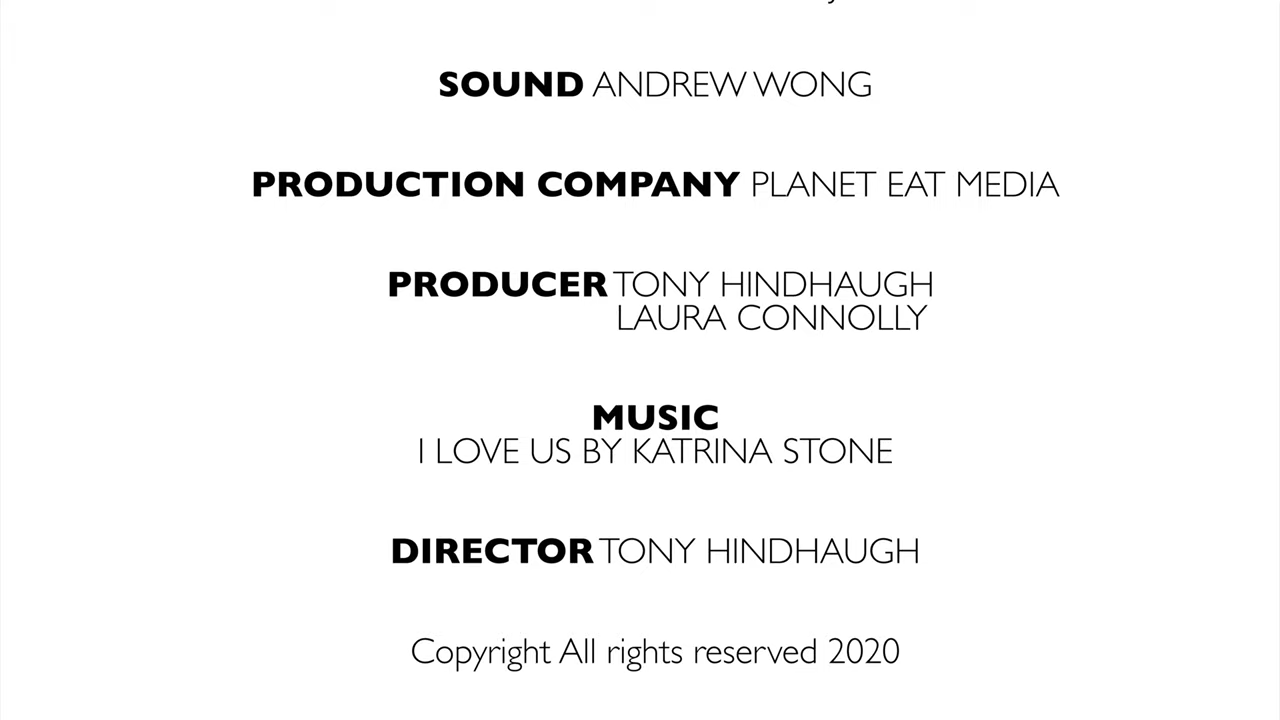 SOUND ANDREW WONG
PRODUCTION COMPANY PLANET EAT MEDIA
PRODUCER TONY HINDHAUGH
LAURA CONNOLLY
MUSIC
I LOVE US BY KATRINA STONE
DIRECTOR TONY HINDHAUGH
Copyright All rights reserved 2020